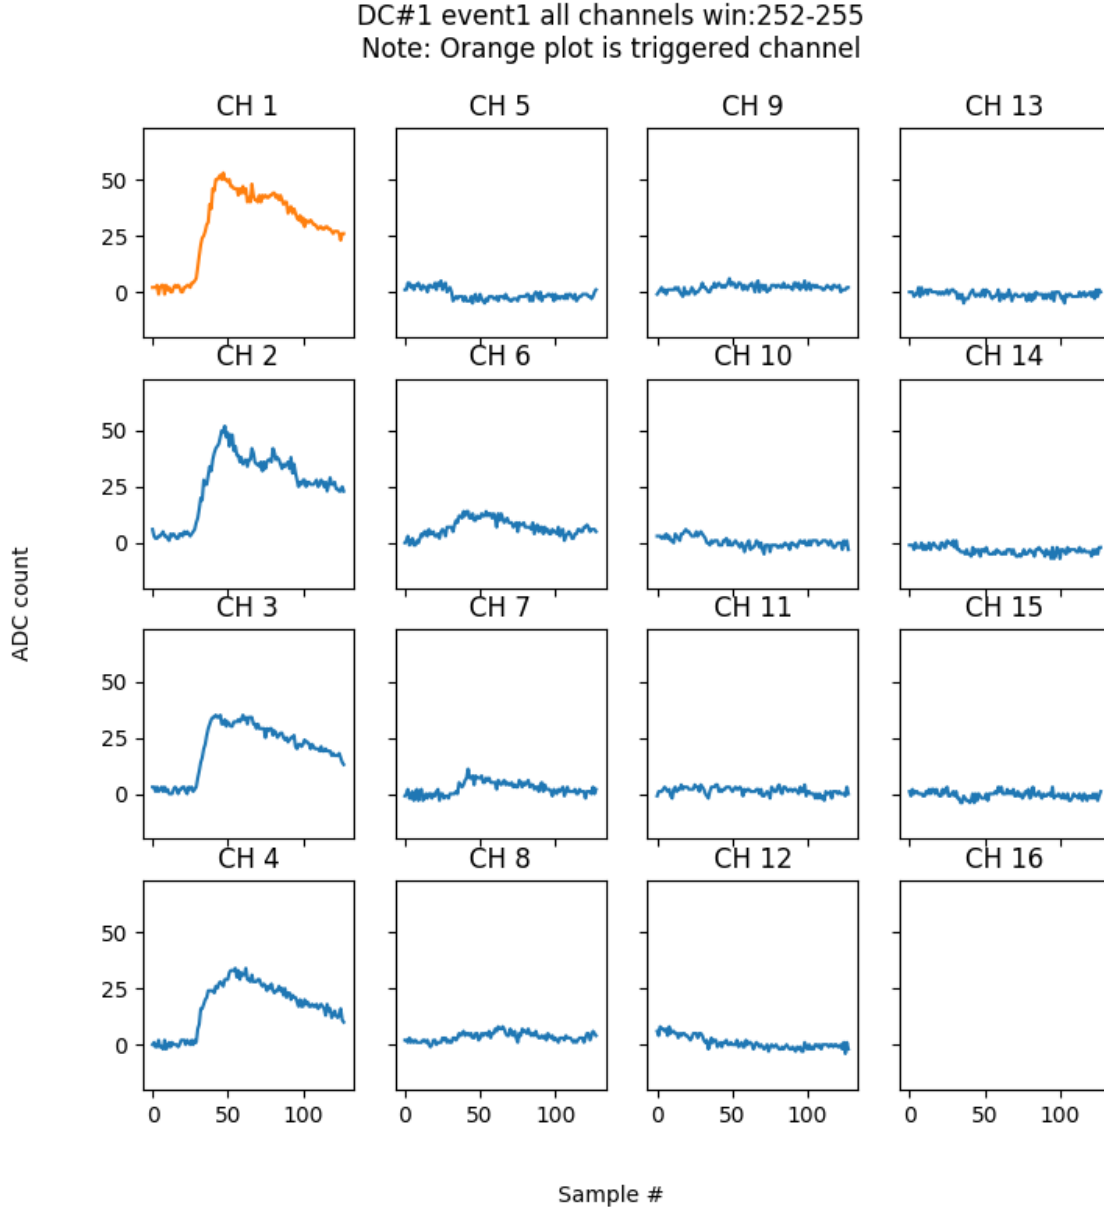 DC#1 event1 all channels win:252-255
Note: Orange plot is triggered channel
CH 1 CH 5 CH 9 CH 13
50
25
0
CH 2 CH 6 CH 10 CH 14
50
25
0
CH 3 CH 7 CH 11 CH 15
50
25
0
CH 4 CH 8 CH 12 CH 16
50
25
0
0 50 100 0 50 100 0 50 100 0 50 100
ADC count
Sample #